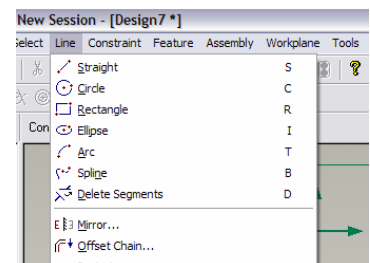 New Session - [Design7 *]
Select Line Constraint Feature Assembly Workplane Tools
Straight S
Circle C
Con
Rectangle R
Ellipse I
Arc T
Spline B
Delete Segments D
Mirror...
Offset Chain...